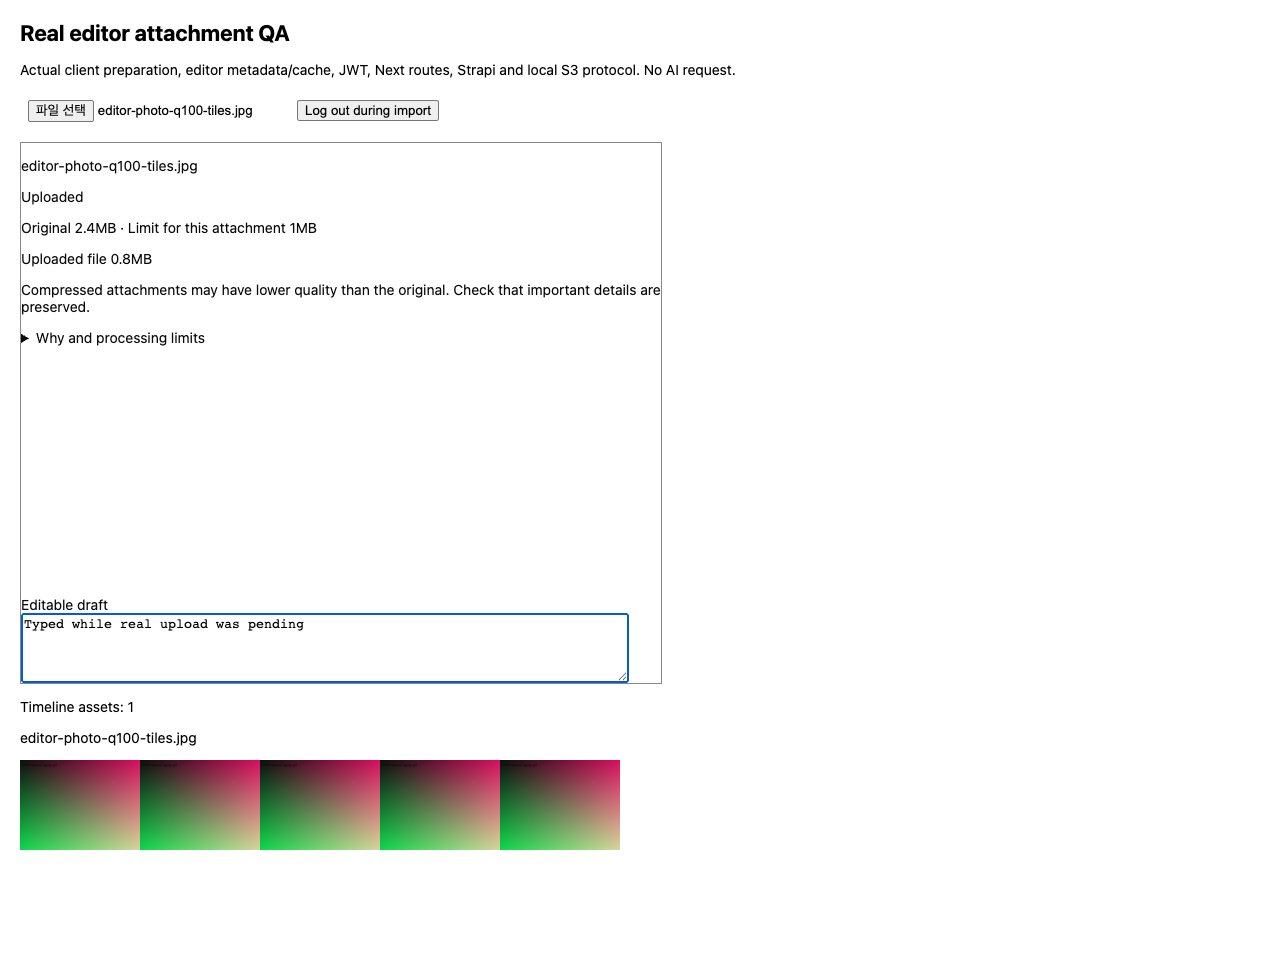 Real editor attachment QA
Actual client preparation, editor metadata/cache, JWT, Next routes, Strapi and local S3 protocol. No AI request.
파일 선택 editor-photo-q100-tiles.jpg Log out during import
editor-photo-q100-tiles.jpg
Uploaded
Original 2.4MB · Limit for this attachment 1MB
Uploaded file 0.8MB
Compressed attachments may have lower quality than the original. Check that important details are
preserved.
Why and processing limits
Editable draft
Typed while real upload was pending
Timeline assets: 1
editor-photo-q100-tiles.jpg